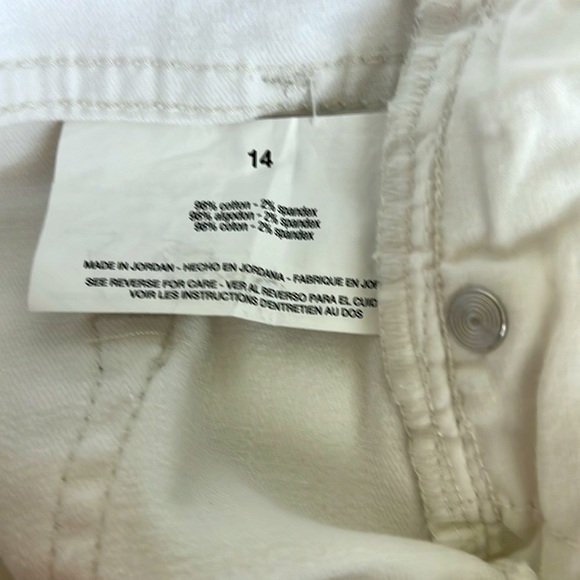 14
98% cotton - 2% spandex
98% algodon - 2% spandex
98% coton - 2% spandex
MADE IN JORDAN - HECHO EN JORDANIA - FABRIQUE EN
SEE REVERSE FOR CARE - VER AL REVERSO PARA EL
VOIR LES INSTRUCTIONS D'ENTRETIEN AU DOS